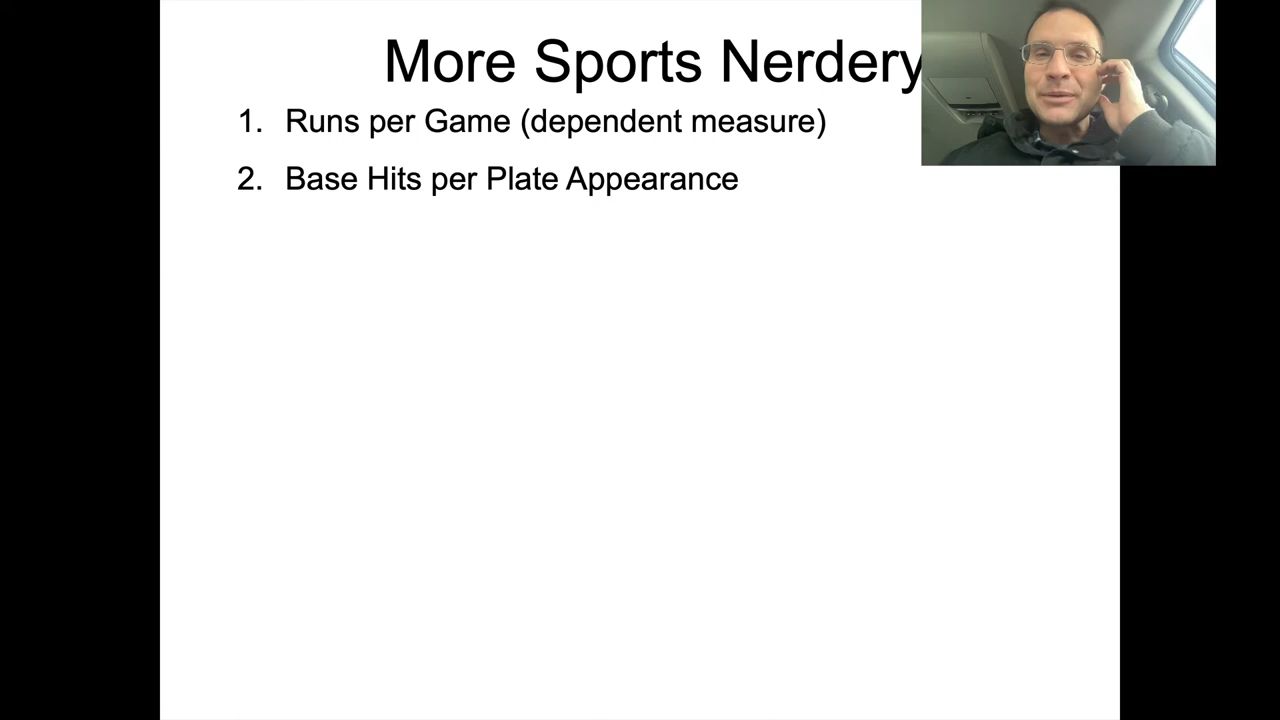 More Sports Nerdery
1. Runs per Game (dependent measure)
2. Base Hits per Plate Appearance